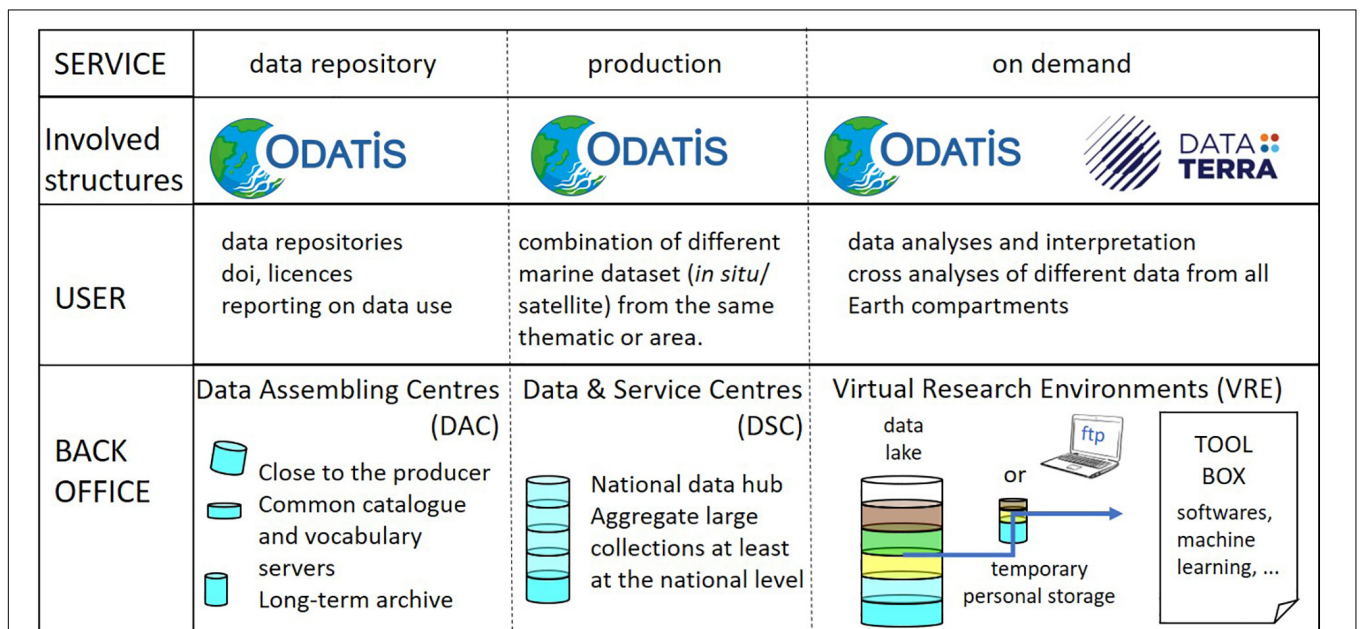 SERVICE
data repository
production
on demand
Involved
structures
ODATiS
ODATiS
ODATiS
DATA
TERRA
USER
data repositories
doi, licences
reporting on data use
combination of different
marine dataset (in situ/
satellite) from the same
thematic or area.
data analyses and interpretation
cross analyses of different data from all
Earth compartments
BACK
OFFICE
Data Assembling Centres
(DAC)
Close to the producer
Common catalogue
and vocabulary
servers
Long-term archive
Data & Service Centres
(DSC)
National data hub
Aggregate large
collections at least
at the national level
Virtual Research Environments (VRE)
data
lake
or
ftp
temporary
personal storage
TOOL
BOX
softwares,
machine
learning, ...